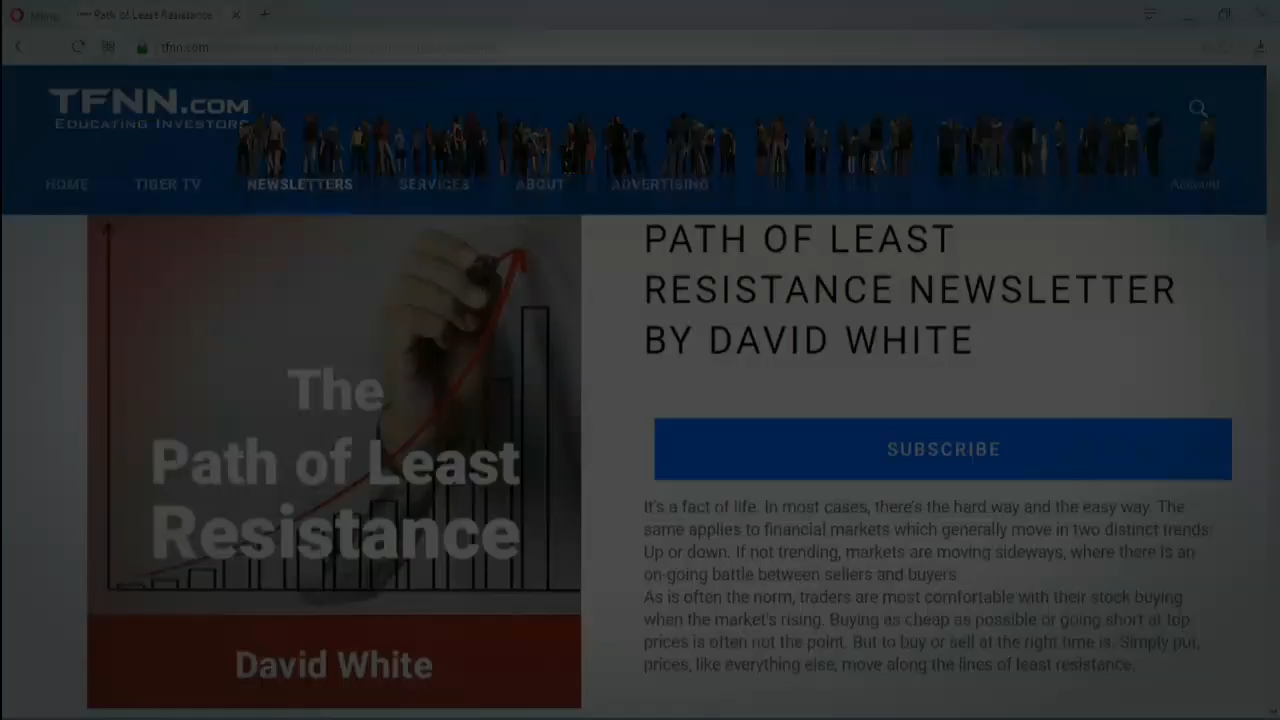 Menu
Path of Least Resistance
tfnn.com
TFNN.COM
EDUCATING INVESTORS
HOME
TIGER TV
NEWSLETTERS
SERVICES
ABOUT
ADVERTISING
Account
The
Path of Least
Resistance
David White
PATH OF LEAST
RESISTANCE NEWSLETTER
BY DAVID WHITE
SUBSCRIBE
It's a fact of life. In most cases, there's the hard way and the easy way. The
same applies to financial markets which generally move in two distinct trends:
Up or down. If not trending, markets are moving sideways, where there is an
on-going battle between sellers and buyers
As is often the norm, traders are most comfortable with their stock buying
when the market's rising. Buying as cheap as possible or going short at top
prices is often not the point. But to buy or sell at the right time is. Simply put,
prices, like everything else, move along the lines of least resistance.